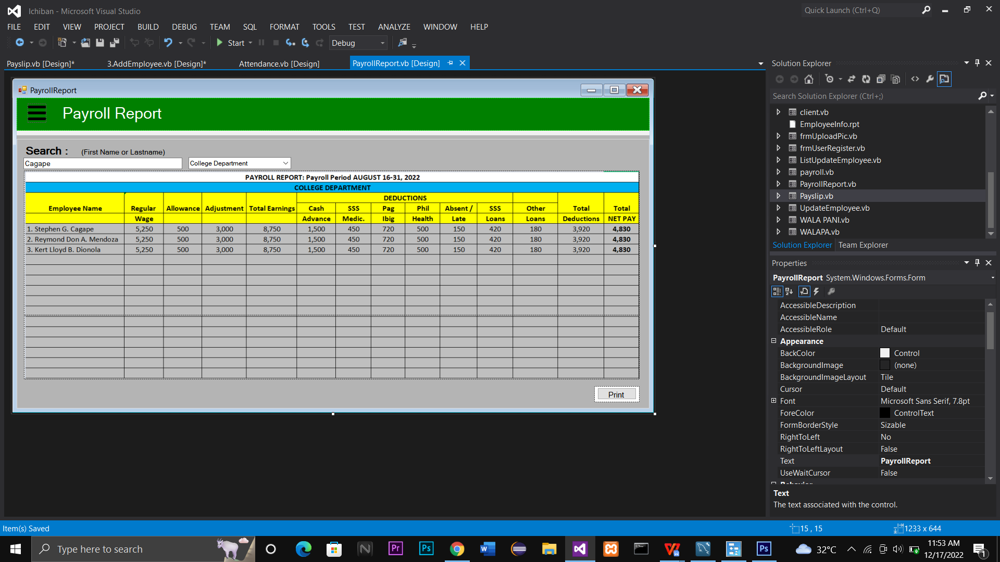 Ichiban - Microsoft Visual Studio
Quick Launch (Ctrl+Q)
FILE EDIT VIEW PROJECT BUILD DEBUG TEAM SQL FORMAT TOOLS TEST ANALYZE WINDOW HELP
Start Debug
Payslip.vb [Design]* 3.AddEmployee.vb [Design]* Attendance.vb [Design] PayrollReport.vb [Design]
PayrollReport
Payroll Report
Search : (First Name or Lastname)
Cagape College Department
PAYROLL REPORT: Payroll Period AUGUST 16-31, 2022
COLLEGE DEPARTMENT
DEDUCTIONS
Employee Name Regular Allowance Adjustment Total Earnings Cash SSS Pag Phil Absent / SSS Other Total Total
Wage Advance Medic. Ibig Health Late Loans Loans Deductions NET PAY
1. Stephen G. Cagape 5,250 500 3,000 8,750 1,500 450 720 500 150 420 180 3,920 4,830
2. Reymond Don A. Mendoza 5,250 500 3,000 8,750 1,500 450 720 500 150 420 180 3,920 4,830
3. Kert Lloyd B. Dionola 5,250 500 3,000 8,750 1,500 450 720 500 150 420 180 3,920 4,830
Print
Solution Explorer
Search Solution Explorer (Ctrl+;)
client.vb
EmployeeInfo.rpt
frmUploadPic.vb
frmUserRegister.vb
ListUpdateEmployee.vb
payroll.vb
PayrollReport.vb
Payslip.vb
UpdateEmployee.vb
WALA PANI.vb
WALAPA.vb
Solution Explorer Team Explorer
Properties
PayrollReport System.Windows.Forms.Form
AccessibleDescription
AccessibleName
AccessibleRole Default
Appearance
BackColor Control
BackgroundImage (none)
BackgroundImageLayout Tile
Cursor Default
Font Microsoft Sans Serif, 7.8pt
ForeColor ControlText
FormBorderStyle Sizable
RightToLeft No
RightToLeftLayout False
Text PayrollReport
UseWaitCursor False
Behavior
Text
The text associated with the control.
Item(s) Saved 15 , 15 1233 x 644
Type here to search
N Pr Ps W Ps
32°C
11:53 AM
12/17/2022
1